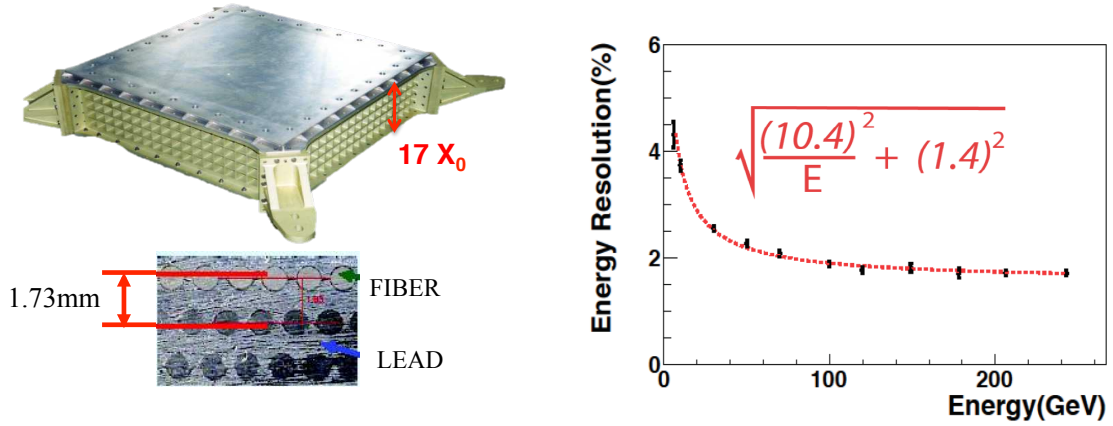 17 X0
1.73mm
FIBER
LEAD
Energy Resolution(%)
6
4
2
0
√(10.4)²/E + (1.4)²
0
100
200
Energy(GeV)